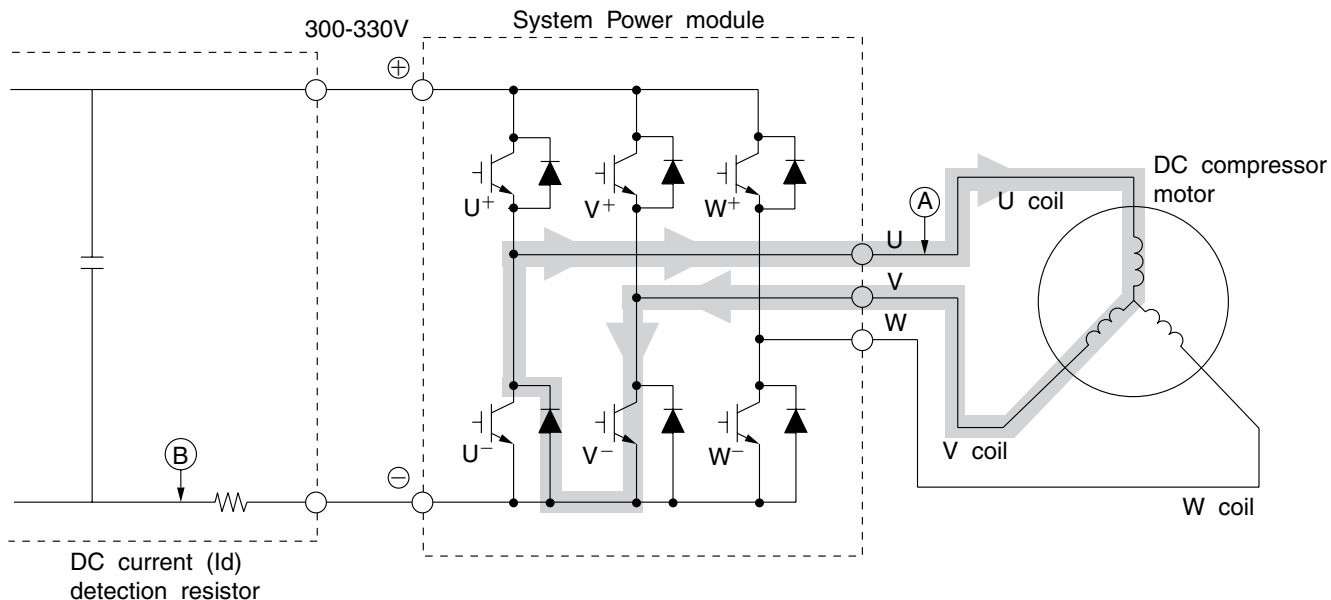 System Power module
300-330V
⊕
U+
V+
W+
A
U coil
DC compressor
motor
U
V
W
U−
V−
W−
B
⊖
V coil
W coil
DC current (Id)
detection resistor